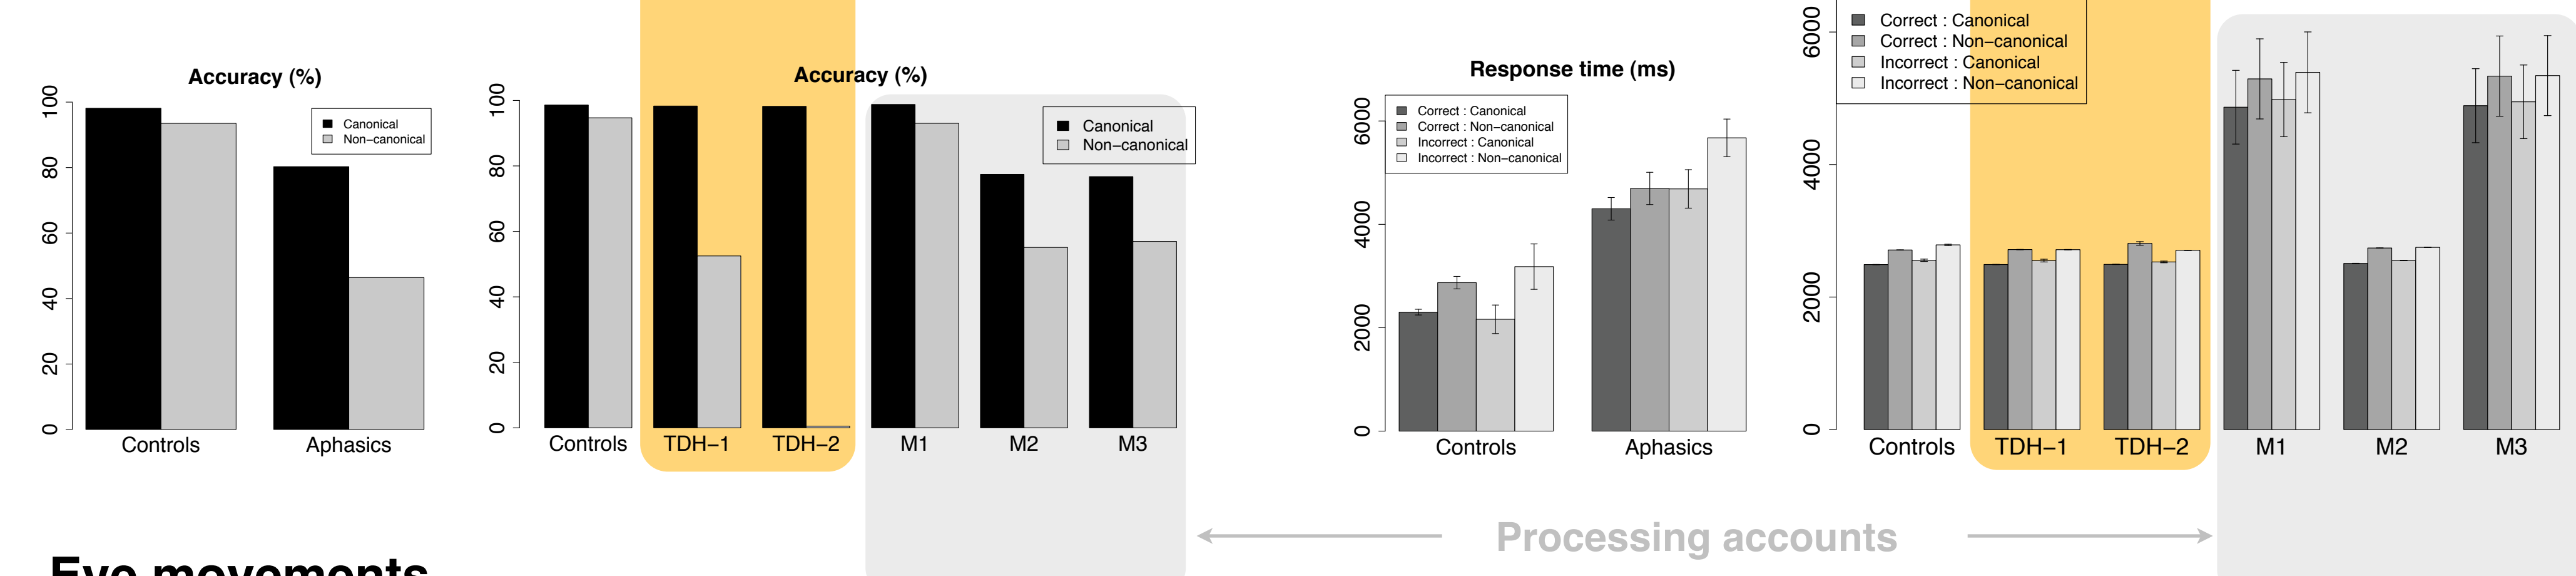 Accuracy (%)
100
80
60
40
20
0
Canonical
Non−canonical
Controls
Aphasics
Accuracy (%)
100
80
60
40
20
0
Canonical
Non−canonical
Controls
TDH−1
TDH−2
M1
M2
M3
Response time (ms)
6000
4000
2000
0
Correct : Canonical
Correct : Non−canonical
Incorrect : Canonical
Incorrect : Non−canonical
Controls
Aphasics
6000
4000
2000
0
Correct : Canonical
Correct : Non−canonical
Incorrect : Canonical
Incorrect : Non−canonical
Controls
TDH−1
TDH−2
M1
M2
M3
Processing accounts
Eye movements